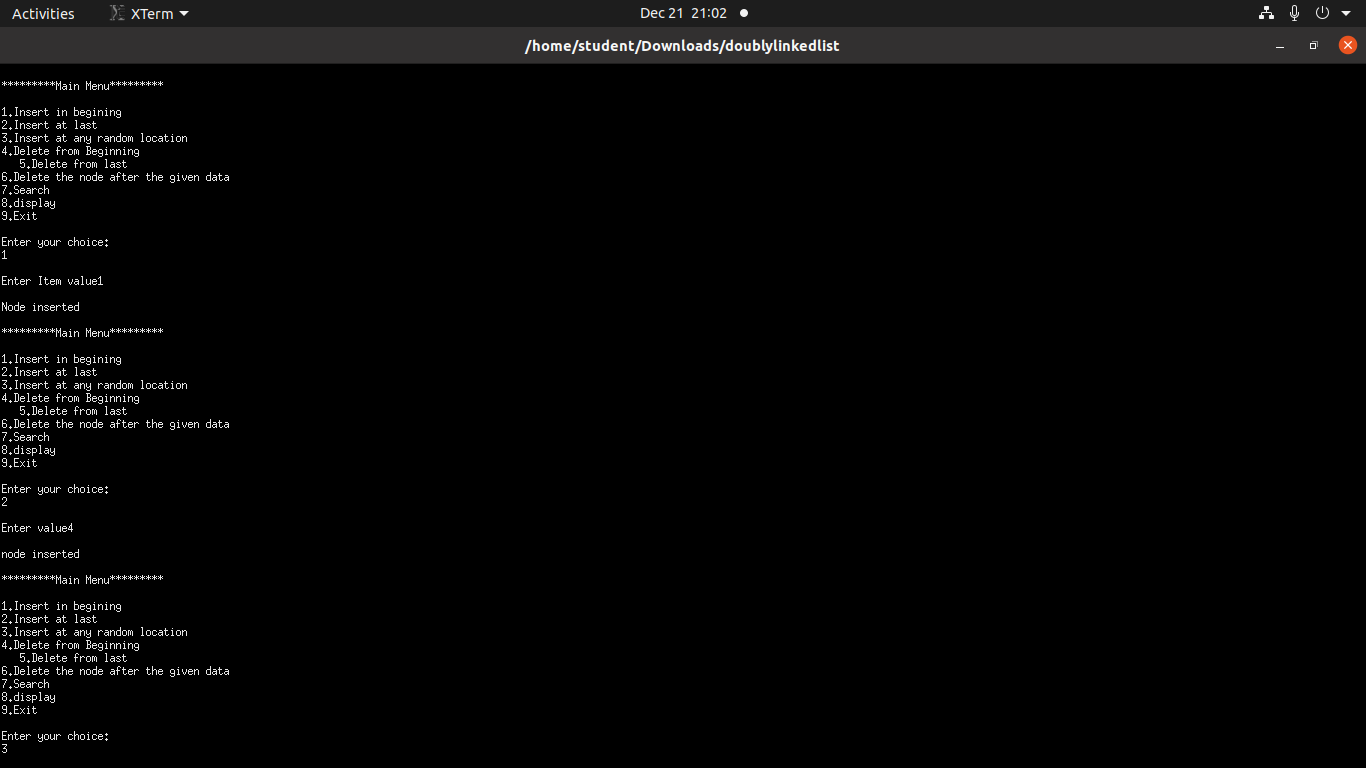 Activities XTerm Dec 21 21:02
/home/student/Downloads/doublylinkedlist
*********Main Menu*********
1.Insert in begining
2.Insert at last
3.Insert at any random location
4.Delete from Beginning
5.Delete from last
6.Delete the node after the given data
7.Search
8.display
9.Exit
Enter your choice:
1
Enter Item value1
Node inserted
*********Main Menu*********
1.Insert in begining
2.Insert at last
3.Insert at any random location
4.Delete from Beginning
5.Delete from last
6.Delete the node after the given data
7.Search
8.display
9.Exit
Enter your choice:
2
Enter value4
node inserted
*********Main Menu*********
1.Insert in begining
2.Insert at last
3.Insert at any random location
4.Delete from Beginning
5.Delete from last
6.Delete the node after the given data
7.Search
8.display
9.Exit
Enter your choice:
3